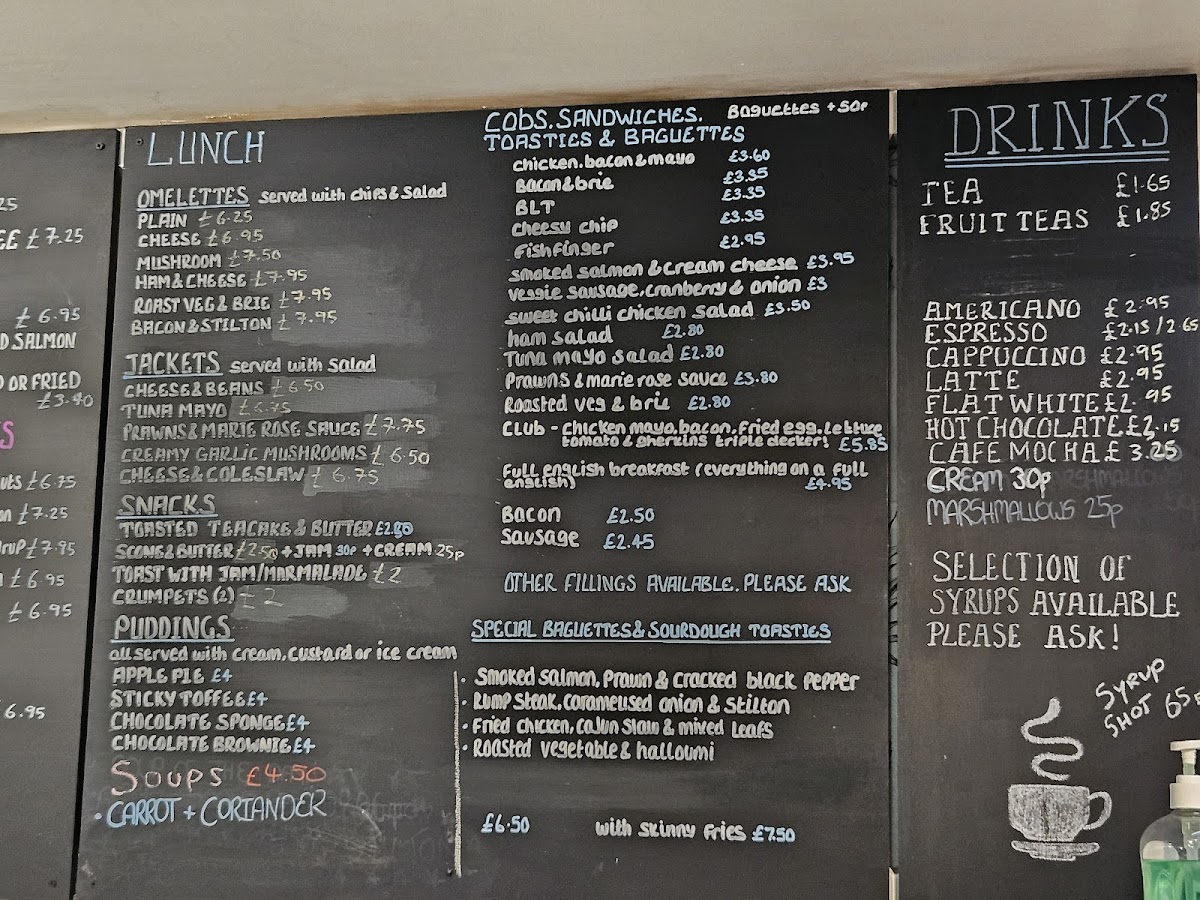 25
EE £7.25
£6.95
D SALMON
D OR FRIED
£3.40
S
uts £6.75
on £7.25
rup £7.95
£6.95
£6.95
6.95
LUNCH
OMELETTES served with chips & Salad
PLAIN £6.25
CHEESE £6.95
MUSHROOM £7.50
HAM & CHEESE £7.95
ROAST VEG & BRIE £7.95
BACON & STILTON £7.95
JACKETS served with Salad
CHEESE & BEANS £6.50
TUNA MAYO £6.75
PRAWNS & MARIE ROSE SAUCE £7.75
CREAMY GARLIC MUSHROOMS £6.50
CHEESE & COLESLAW £6.75
SNACKS
TOASTED TEACAKE & BUTTER £2.80
SCONE & BUTTER £2.50 + JAM 30p + CREAM 25p
TOAST WITH JAM/MARMALADE £2
CRUMPETS (2) £2
PUDDINGS
all served with cream, custard or ice cream
APPLE PIE £4
STICKY TOFFEE £4
CHOCOLATE SPONGE £4
CHOCOLATE BROWNIE £4
Soups £4.50
• CARROT + CORIANDER
COBS, SANDWICHES, Baguettes + 50p
TOASTIES & BAGUETTES
chicken, bacon & mayo £3.60
Bacon & brie £3.35
BLT £3.35
cheesy chip £3.35
Fishfinger £2.95
smoked salmon & cream cheese £3.95
veggie sausage, cranberry & onion £3
sweet chilli chicken salad £3.50
ham salad £2.80
Tuna mayo salad £2.80
Prawns & marie rose sauce £3.80
Roasted veg & brie £2.80
CLUB - chicken mayo, bacon, fried egg, lettuce
tomato & gherkins triple decker! £5.85
Full english breakfast (everything on a full
english) £4.95
Bacon £2.50
Sausage £2.45
OTHER FILLINGS AVAILABLE. PLEASE ASK
SPECIAL BAGUETTES & SOURDOUGH TOASTIES
• Smoked salmon, Prawn & cracked black pepper
• Rump steak, caramelised onion & stilton
• Fried chicken, cajun slaw & mixed leafs
• Roasted vegetable & halloumi
£6.50 with skinny fries £7.50
DRINKS
TEA £1.65
FRUIT TEAS £1.85
AMERICANO £2.95
ESPRESSO £2.15 / 2.65
CAPPUCCINO £2.95
LATTE £2.95
FLAT WHITE £2.95
HOT CHOCOLATE £2.15
CAFE MOCHA £3.25
CREAM 30p
MARSHMALLOWS 25p
SELECTION OF
SYRUPS AVAILABLE
PLEASE ASK!
SYRUP
SHOT 65p